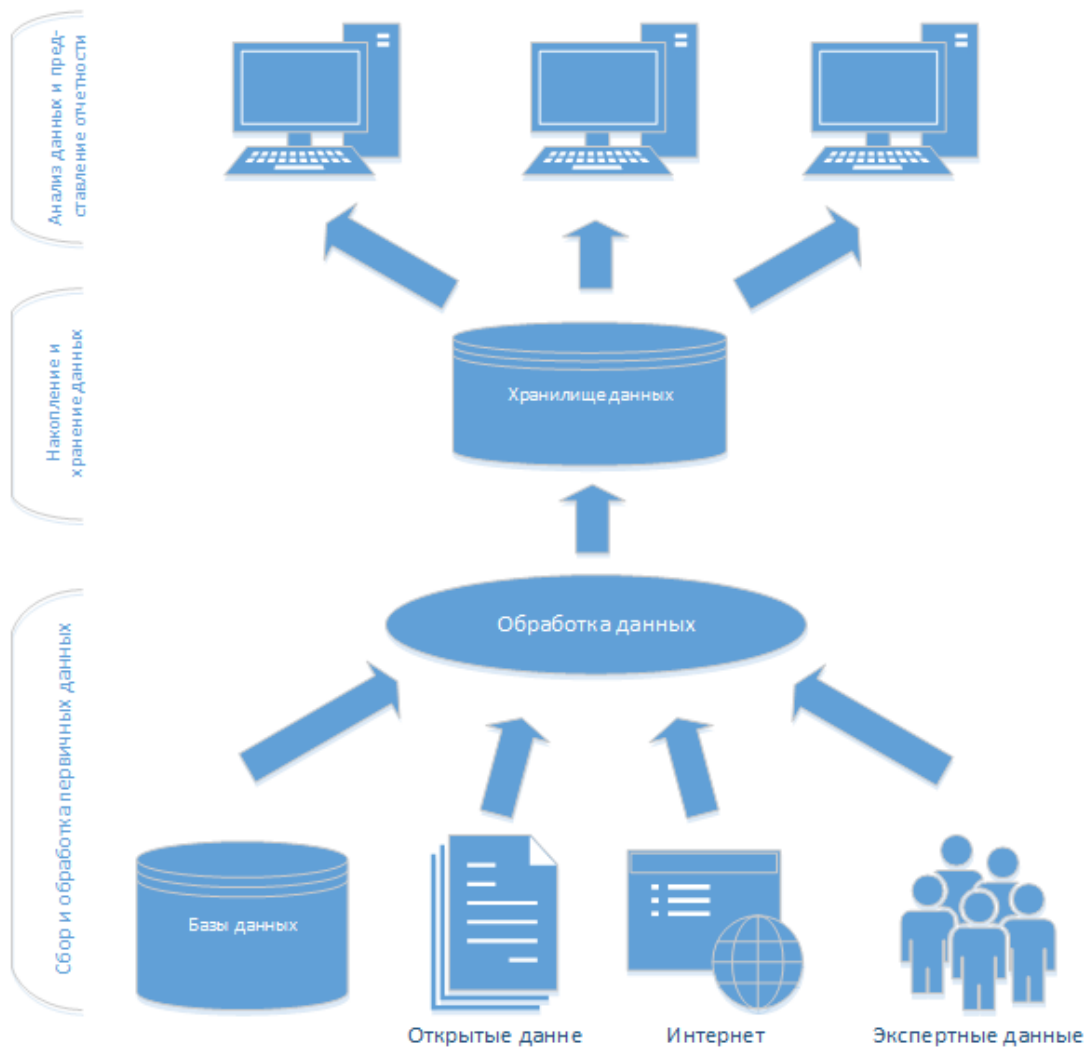 Анализ данных и пред-
ставление отчетности
Накопление и
хранение данных
Хранилище данных
Обработка данных
Сбор и обработка первичных данных
Базы данных
Открытые данне
Интернет
Экспертные данные